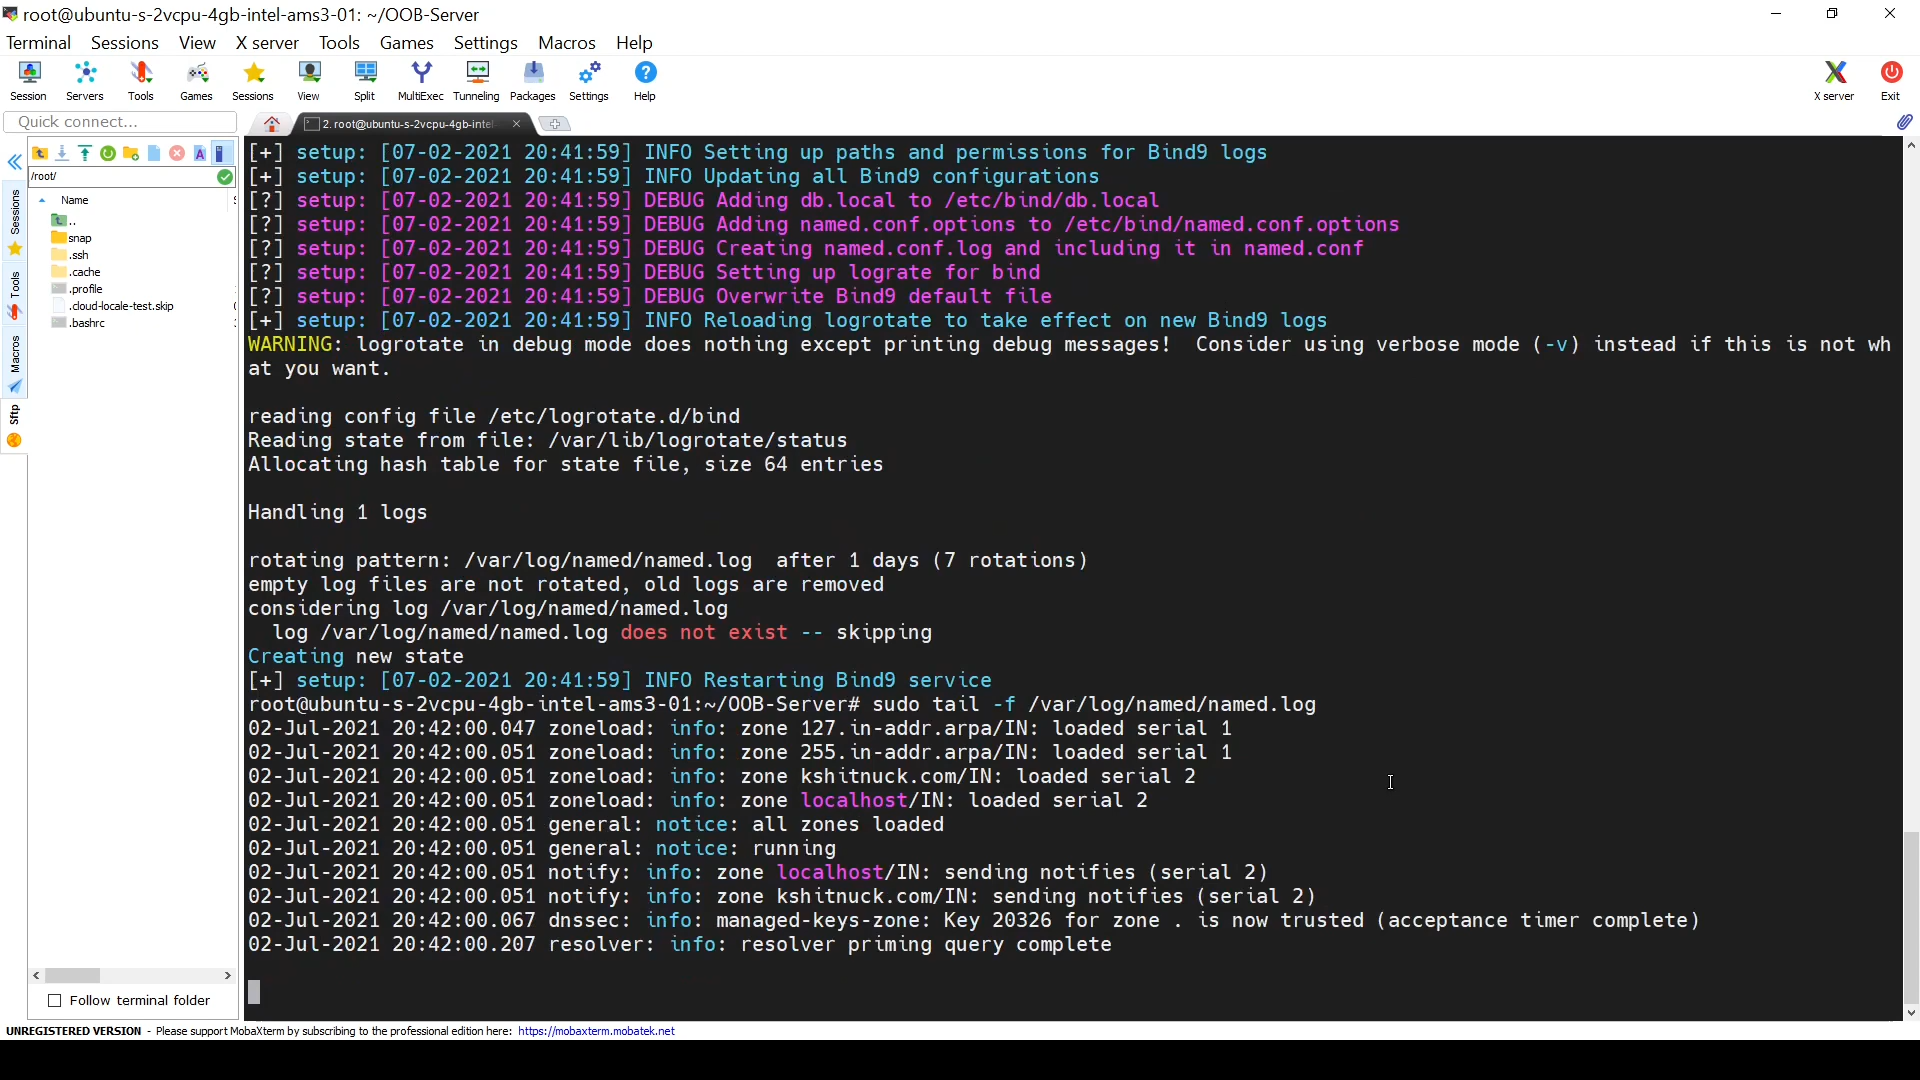 root@ubuntu-s-2vcpu-4gb-intel-ams3-01: ~/OOB-Server
Terminal Sessions View X server Tools Games Settings Macros Help
Session Servers Tools Games Sessions View Split MultiExec Tunneling Packages Settings Help X server Exit
Quick connect...
2. root@ubuntu-s-2vcpu-4gb-intel
/root/
Name
..
snap
.ssh
.cache
.profile
.cloud-locale-test.skip
.bashrc
Sessions
Tools
Macros
Sftp
Follow terminal folder
[+] setup: [07-02-2021 20:41:59] INFO Setting up paths and permissions for Bind9 logs
[+] setup: [07-02-2021 20:41:59] INFO Updating all Bind9 configurations
[?] setup: [07-02-2021 20:41:59] DEBUG Adding db.local to /etc/bind/db.local
[?] setup: [07-02-2021 20:41:59] DEBUG Adding named.conf.options to /etc/bind/named.conf.options
[?] setup: [07-02-2021 20:41:59] DEBUG Creating named.conf.log and including it in named.conf
[?] setup: [07-02-2021 20:41:59] DEBUG Setting up lograte for bind
[?] setup: [07-02-2021 20:41:59] DEBUG Overwrite Bind9 default file
[+] setup: [07-02-2021 20:41:59] INFO Reloading logrotate to take effect on new Bind9 logs
WARNING: logrotate in debug mode does nothing except printing debug messages!  Consider using verbose mode (-v) instead if this is not wh
at you want.
reading config file /etc/logrotate.d/bind
Reading state from file: /var/lib/logrotate/status
Allocating hash table for state file, size 64 entries
Handling 1 logs
rotating pattern: /var/log/named/named.log  after 1 days (7 rotations)
empty log files are not rotated, old logs are removed
considering log /var/log/named/named.log
log /var/log/named/named.log does not exist -- skipping
Creating new state
[+] setup: [07-02-2021 20:41:59] INFO Restarting Bind9 service
root@ubuntu-s-2vcpu-4gb-intel-ams3-01:~/OOB-Server# sudo tail -f /var/log/named/named.log
02-Jul-2021 20:42:00.047 zoneload: info: zone 127.in-addr.arpa/IN: loaded serial 1
02-Jul-2021 20:42:00.051 zoneload: info: zone 255.in-addr.arpa/IN: loaded serial 1
02-Jul-2021 20:42:00.051 zoneload: info: zone kshitnuck.com/IN: loaded serial 2
02-Jul-2021 20:42:00.051 zoneload: info: zone localhost/IN: loaded serial 2
02-Jul-2021 20:42:00.051 general: notice: all zones loaded
02-Jul-2021 20:42:00.051 general: notice: running
02-Jul-2021 20:42:00.051 notify: info: zone localhost/IN: sending notifies (serial 2)
02-Jul-2021 20:42:00.051 notify: info: zone kshitnuck.com/IN: sending notifies (serial 2)
02-Jul-2021 20:42:00.067 dnssec: info: managed-keys-zone: Key 20326 for zone . is now trusted (acceptance timer complete)
02-Jul-2021 20:42:00.207 resolver: info: resolver priming query complete
UNREGISTERED VERSION - Please support MobaXterm by subscribing to the professional edition here: https://mobaxterm.mobatek.net